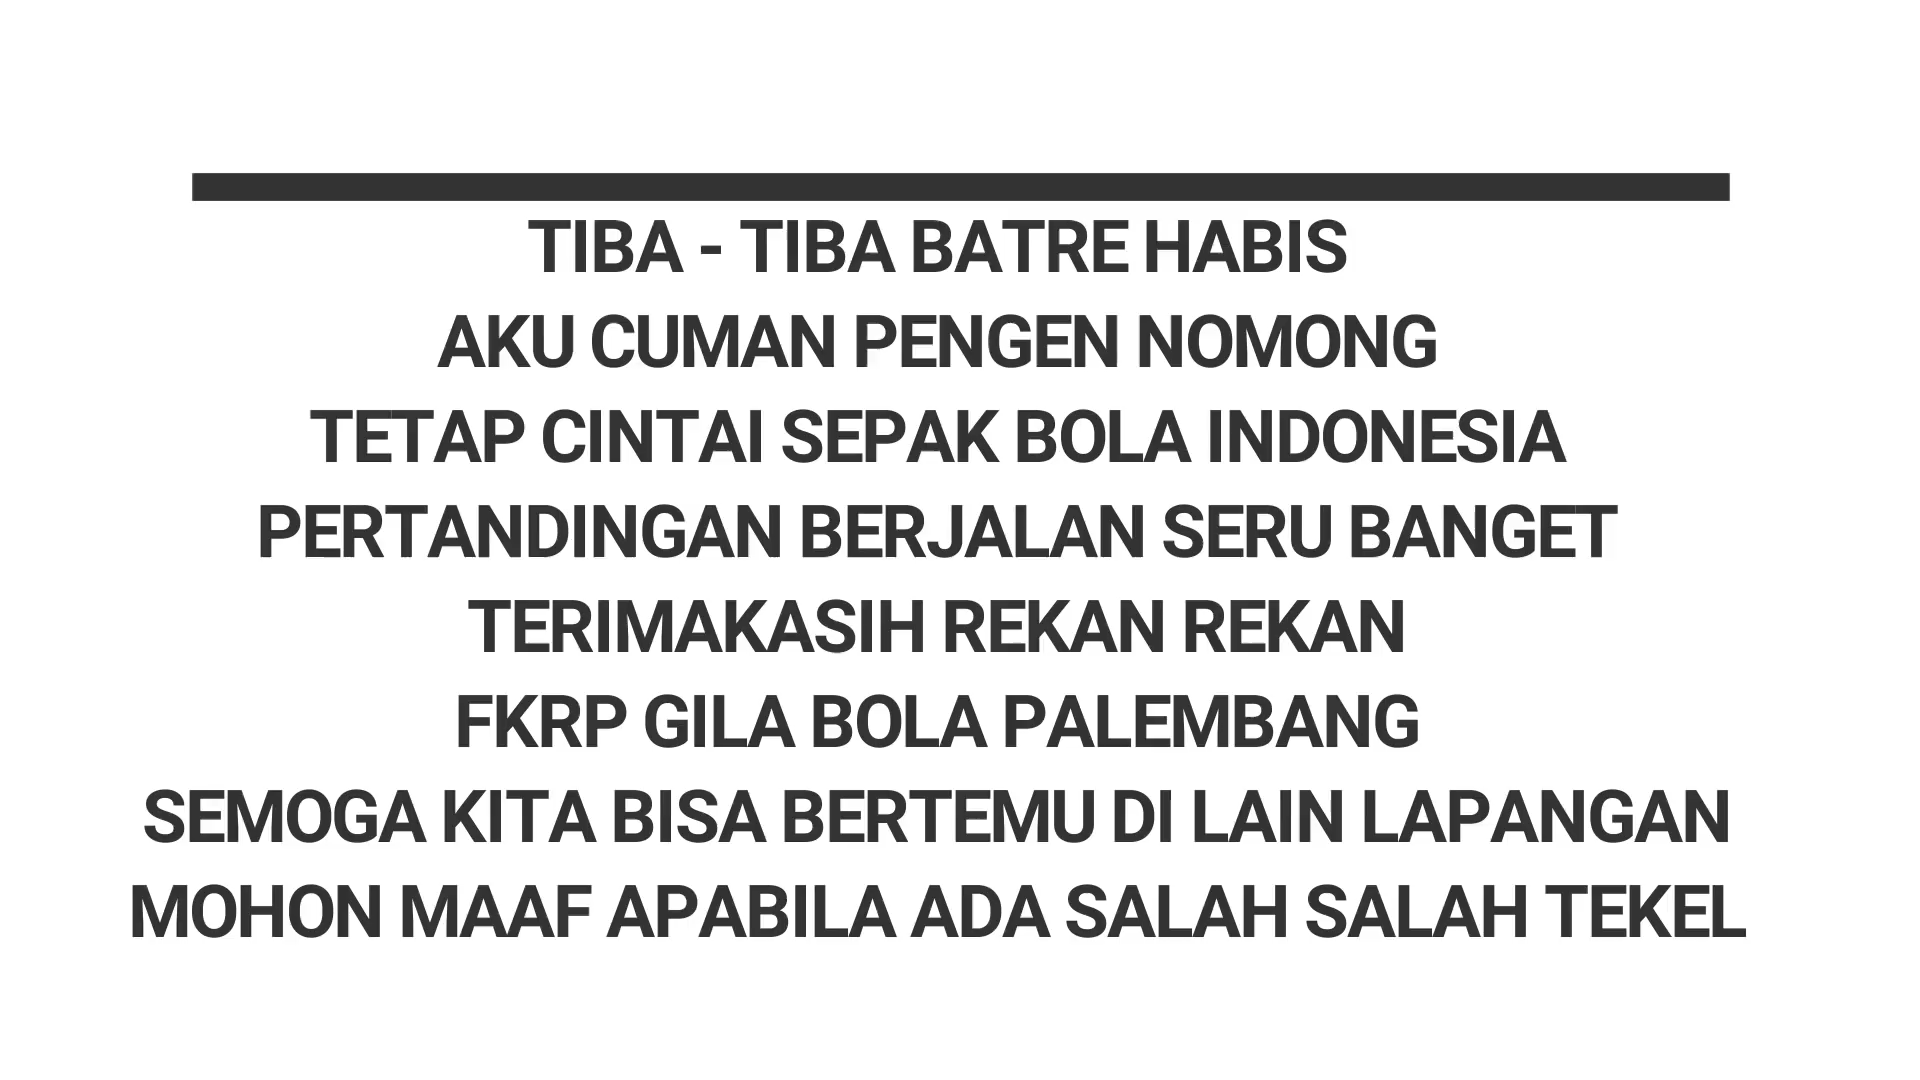 TIBA - TIBA BATRE HABIS
AKU CUMAN PENGEN NOMONG
TETAP CINTAI SEPAK BOLA INDONESIA
PERTANDINGAN BERJALAN SERU BANGET
TERIMAKASIH REKAN REKAN
FKRP GILA BOLA PALEMBANG
SEMOGA KITA BISA BERTEMU DI LAIN LAPANGAN
MOHON MAAF APABILA ADA SALAH SALAH TEKEL